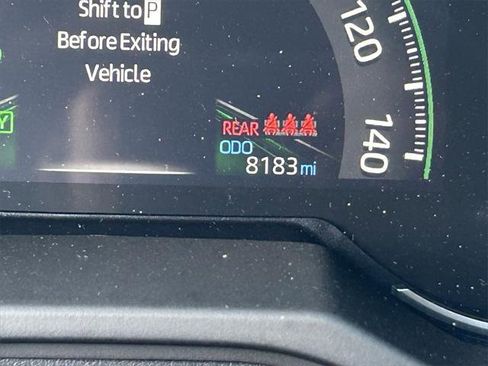 Shift to P
Before Exiting
Vehicle
120
140
Y
REAR
ODO
8183 mi